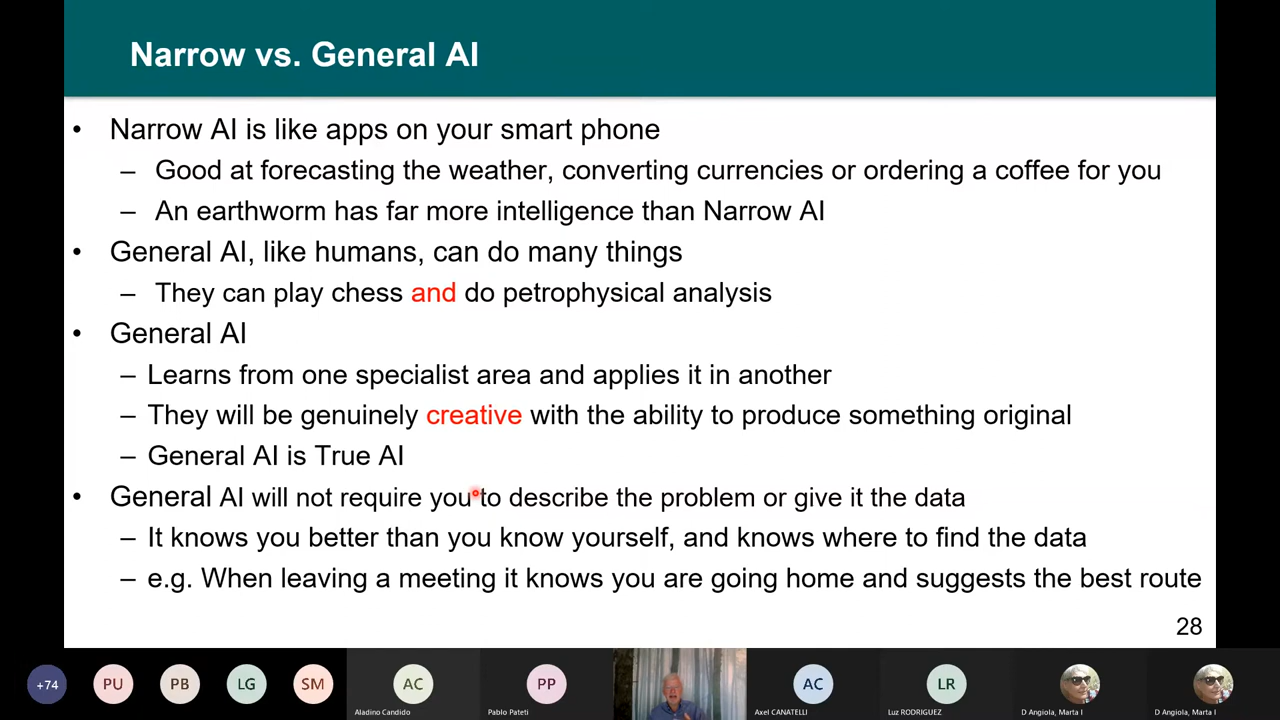 Narrow vs. General AI
• Narrow AI is like apps on your smart phone
– Good at forecasting the weather, converting currencies or ordering a coffee for you
– An earthworm has far more intelligence than Narrow AI
• General AI, like humans, can do many things
– They can play chess and do petrophysical analysis
• General AI
– Learns from one specialist area and applies it in another
– They will be genuinely creative with the ability to produce something original
– General AI is True AI
• General AI will not require you to describe the problem or give it the data
– It knows you better than you know yourself, and knows where to find the data
– e.g. When leaving a meeting it knows you are going home and suggests the best route
28
+74 PU PB LG SM AC PP AC LR
Aladino Candido Pablo Pateti Axel CANATELLI Luz RODRIGUEZ D Angiola, Marta I D Angiola, Marta I